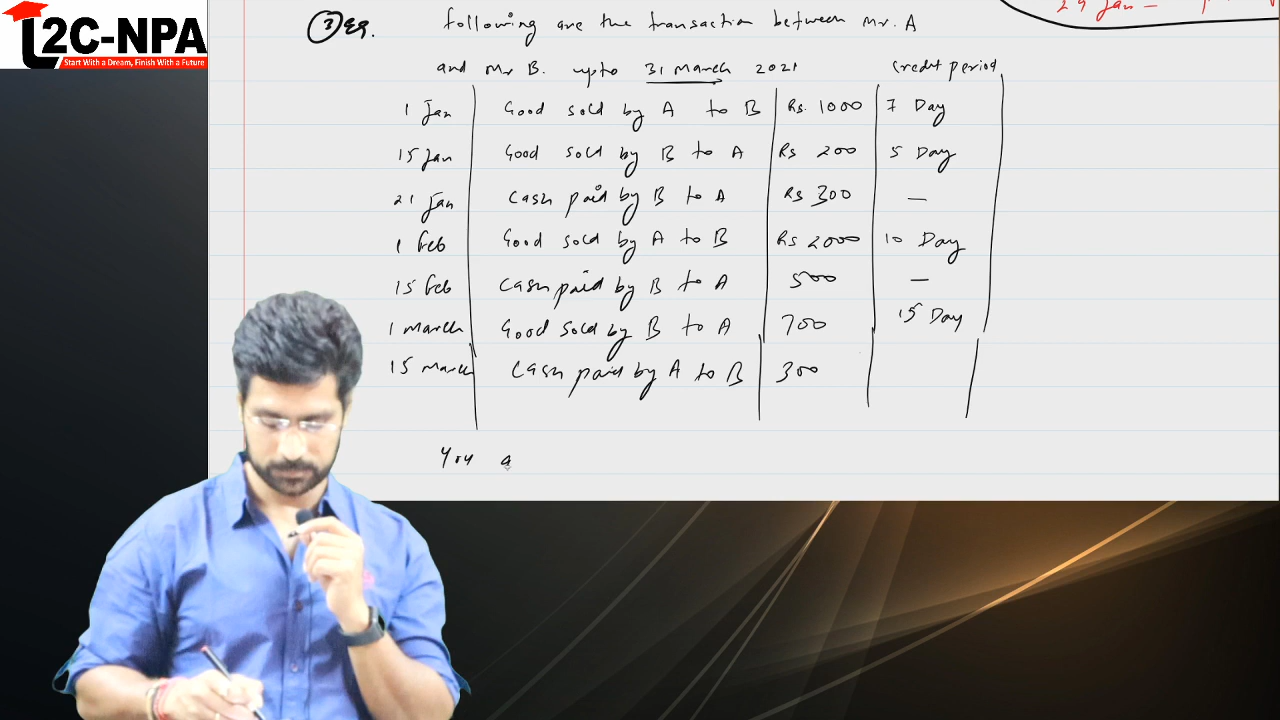 L2C-NPA
Start With a Dream, Finish With a Future
29 Jan –
③ Eg. following are the transaction between Mr. A
and Mr B. upto 31 March 2021 Credit period
1 Jan Good sold by A to B Rs. 1000 7 Day
15 Jan Good sold by B to A Rs 200 5 Day
21 Jan Cash paid by B to A Rs 300 —
1 Feb Good sold by A to B Rs 2000 10 Day
15 Feb Cash paid by B to A 500 —
1 March Good sold by B to A 700 15 Day
15 March Cash paid by A to B 300
You a